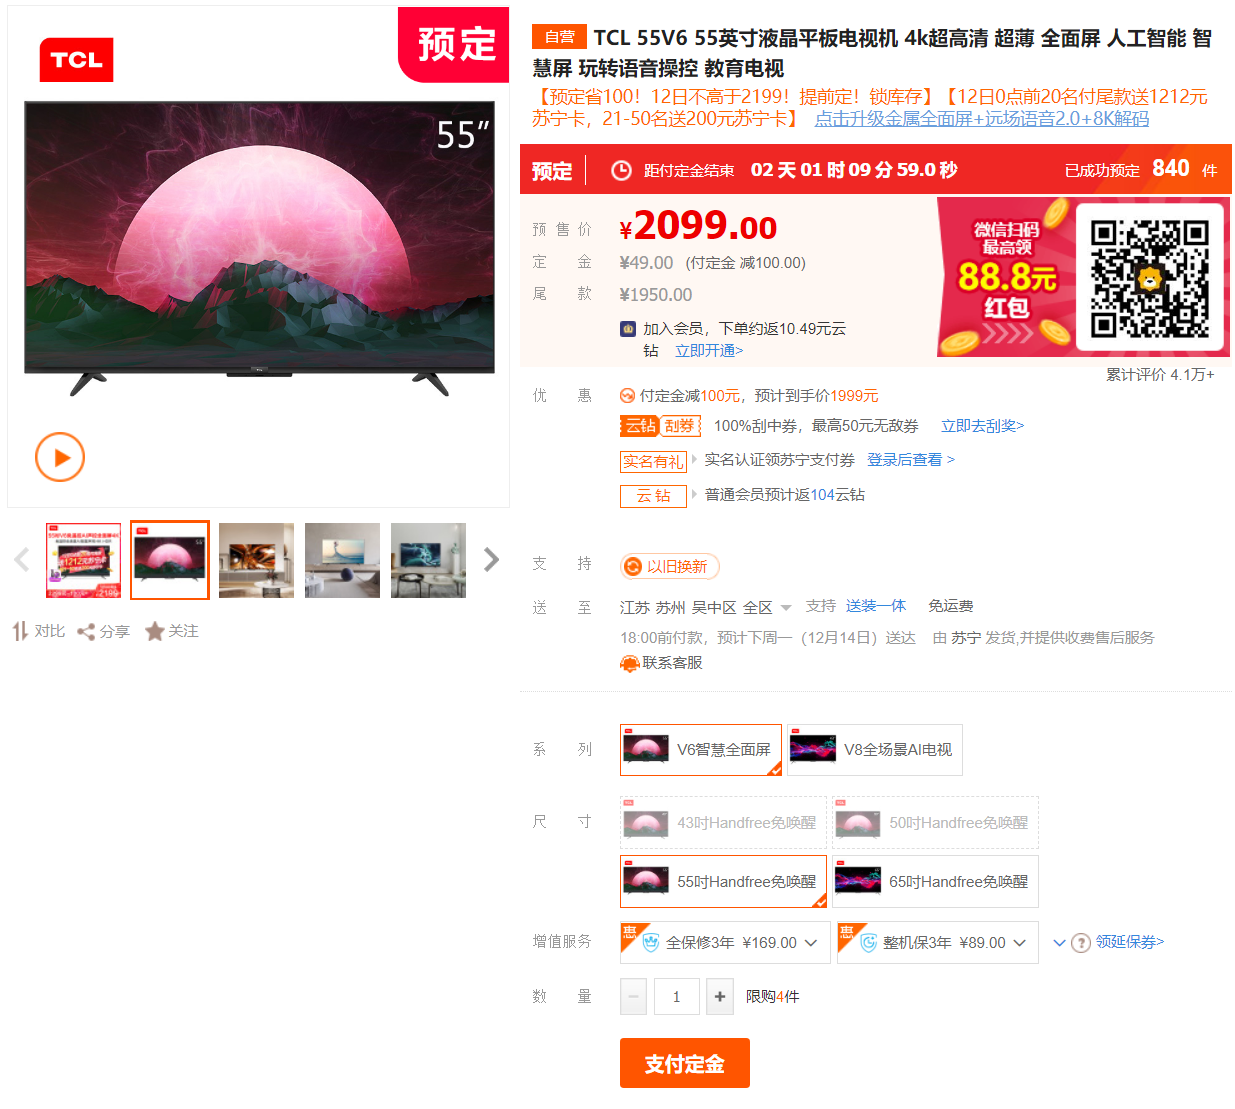 TCL
预定
55”
自营 TCL 55V6 55英寸液晶平板电视机 4k超高清 超薄 全面屏 人工智能 智
慧屏 玩转语音操控 教育电视
【预定省100！12日不高于2199！提前定！锁库存】【12日0点前20名付尾款送1212元
苏宁卡，21-50名送200元苏宁卡】 点击升级金属全面屏+远场语音2.0+8K解码
预定 距付定金结束 02 天 01 时 09 分 59.0 秒 已成功预定 840 件
预售价 ¥2099.00
定金 ¥49.00 (付定金 减100.00)
尾款 ¥1950.00
加入会员，下单约返10.49元云
钻 立即开通>
微信扫码
最高领
88.8元
红包
累计评价 4.1万+
优惠 付定金减100元，预计到手价1999元
云钻 刮券 100%刮中券，最高50元无敌券 立即去刮奖>
实名有礼 实名认证领苏宁支付券 登录后查看 >
云钻 普通会员预计返104云钻
支持 以旧换新
送至 江苏 苏州 吴中区 全区 支持 送装一体 免运费
18:00前付款，预计下周一（12月14日）送达 由 苏宁 发货,并提供收费售后服务
联系客服
对比 分享 关注
系列 V6智慧全面屏 V8全场景AI电视
尺寸 43吋Handfree免唤醒 50吋Handfree免唤醒
55吋Handfree免唤醒 65吋Handfree免唤醒
增值服务 惠 全保修3年 ¥169.00 惠 整机保3年 ¥89.00 ? 领延保券>
数量 − 1 + 限购4件
支付定金